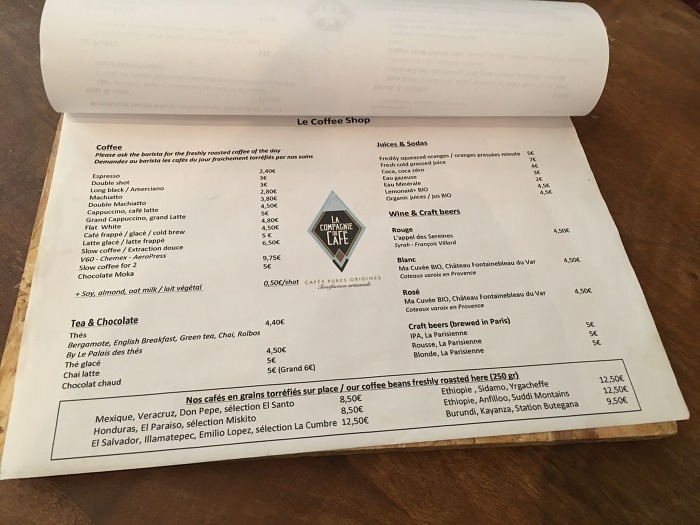 Le Coffee Shop
Coffee
Please ask the barista for the freshly roasted coffee of the day
Demandez au barista les cafés du jour fraichement torréfiés par nos soins
Espresso 2,40€
Double shot 3€
Long black / Amerciano 3€
Machiatto 2,80€
Double Machiatto 3,80€
Cappuccino, café latte 4,50€
Grand Cappuccino, grand Latte 5€
Flat White 4,80€
Café frappé / glacé / cold brew 4,50€
Latte glacé / latte frappé 5 €
Slow coffee / Extraction douce 6,50€
V60 - Chemex - AeroPress
Slow coffee for 2 9,75€
Chocolate Moka 5€
+ Soy, almond, oat milk / lait végétal 0,50€/shot
Tea & Chocolate
Thés 4,40€
Bergamote, English Breakfast, Green tea, Chai, Roïbos
By Le Palais des thés
Thé glacé 4,50€
Chai latte 5€
Chocolat chaud 5€ (Grand 6€)
LA
COMPAGNIE
DU
CAFÉ
CAFÉS PURES ORIGINES
Torréfaction artisanale
Juices & Sodas
Freshly squeezed oranges / oranges pressées minute 5€
Fresh cold pressed juice 7€
Coca, coca zéro 4€
Eau gazeuse 3€
Eau Minérale 2€
Lemonaid+ BIO 4,5€
Organic juices / jus BIO 4,5€
Wine & Craft beers
Rouge
L'appel des Sereines 4,50€
Syrah - François Villard
Blanc
Ma Cuvée BIO, Château Fontainebleau du Var 4,50€
Coteaux varois en Provence
Rosé
Ma Cuvée BIO, Château Fontainebleau du Var 4,50€
Coteaux varois en Provence
Craft beers (brewed in Paris)
IPA, La Parisienne 5€
Rousse, La Parisienne 5€
Blonde, La Parisienne 5€
Nos cafés en grains torréfiés sur place / our coffee beans freshly roasted here (250 gr)
Mexique, Veracruz, Don Pepe, sélection El Santo 8,50€
Honduras, El Paraiso, sélection Miskito 8,50€
El Salvador, Illamatepec, Emilio Lopez, sélection La Cumbre 12,50€
Ethiopie , Sidamo, Yrgacheffe 12,50€
Ethiopie, Anfilloo, Suddi Montains 12,50€
Burundi, Kayanza, Station Butegana 9,50€